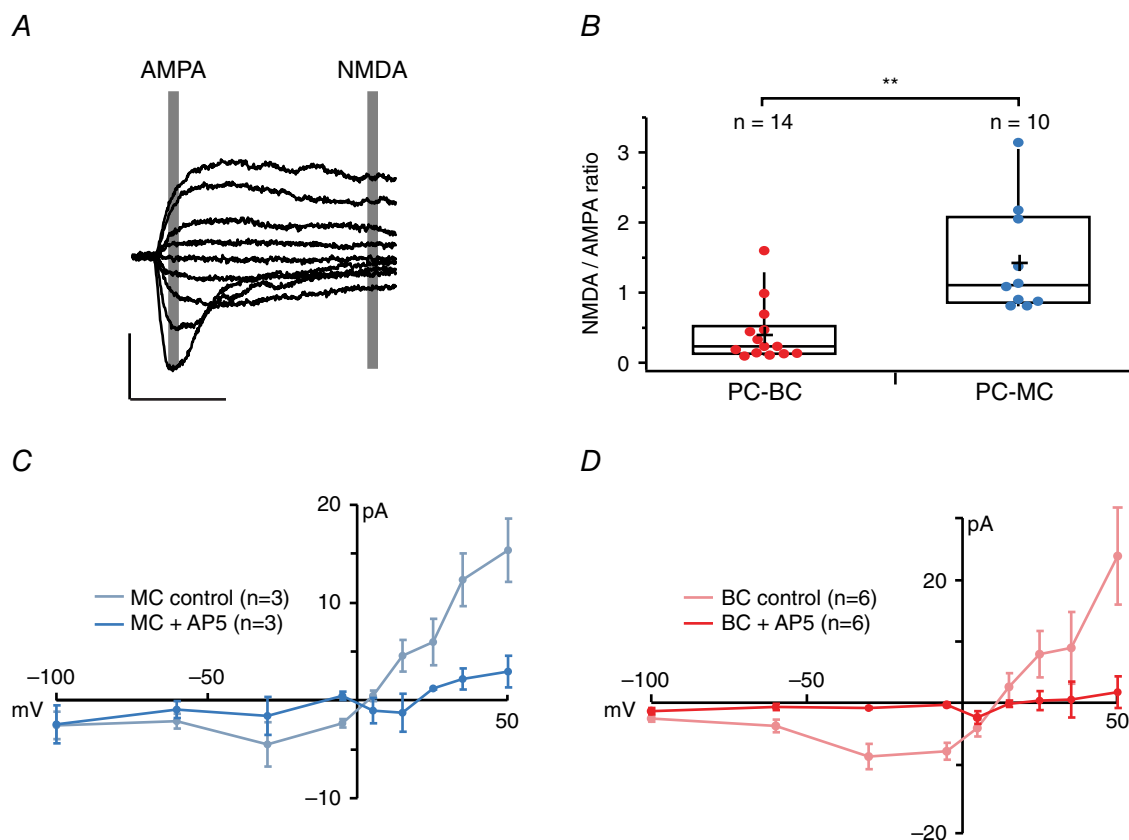 A
AMPA
NMDA
B
**
n = 14
n = 10
NMDA / AMPA ratio
3
2
1
0
PC-BC
PC-MC
C
20
pA
10
MC control (n=3)
MC + AP5 (n=3)
−100
−50
mV
50
−10
D
pA
20
BC control (n=6)
BC + AP5 (n=6)
−100
−50
mV
50
−20